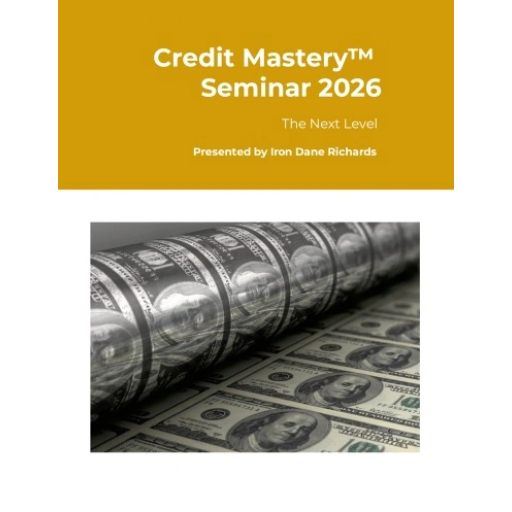 Credit Mastery™
Seminar 2026
The Next Level
Presented by Iron Dane Richards